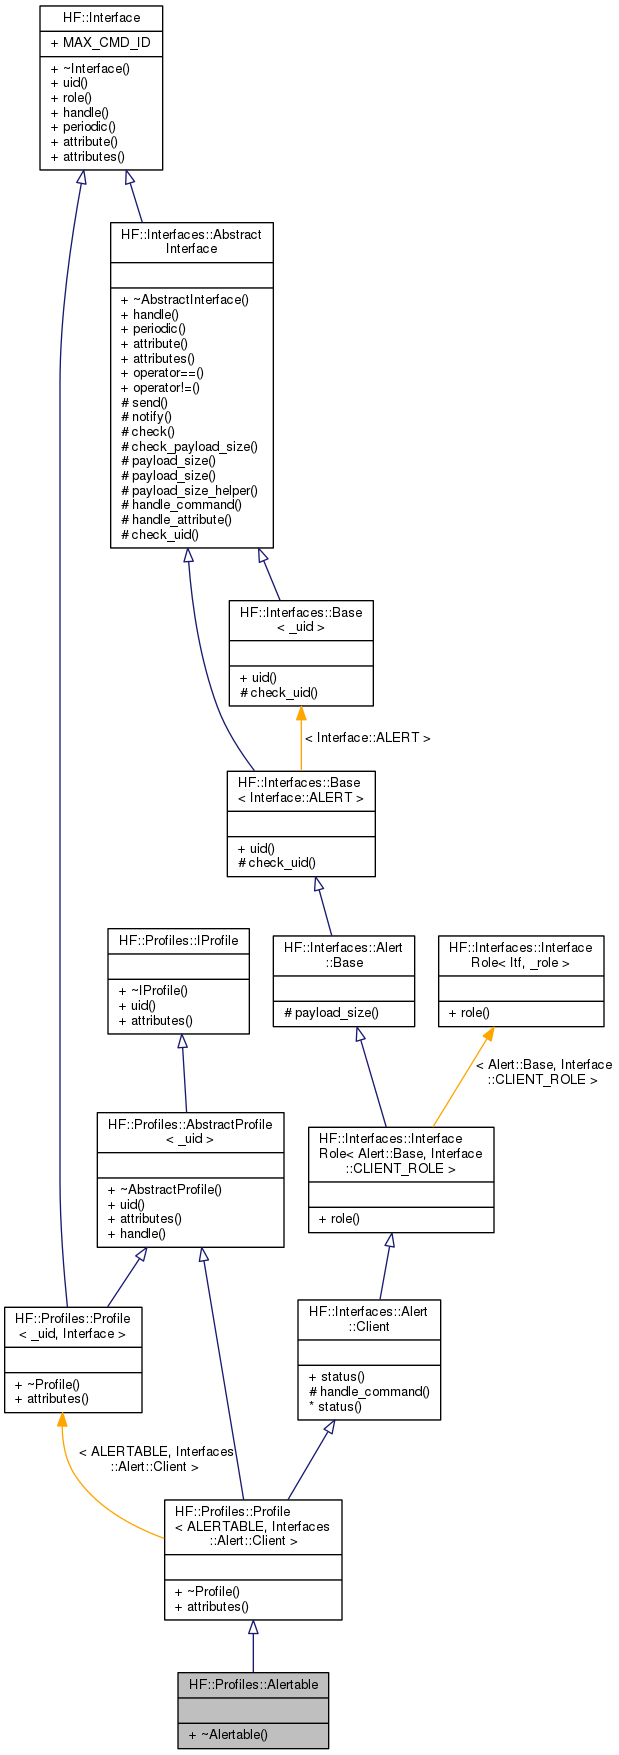 HF::Interface
+ MAX_CMD_ID
+ ~Interface()
+ uid()
+ role()
+ handle()
+ periodic()
+ attribute()
+ attributes()
HF::Interfaces::Abstract
Interface
+ ~AbstractInterface()
+ handle()
+ periodic()
+ attribute()
+ attributes()
+ operator==()
+ operator!=()
# send()
# notify()
# check()
# check_payload_size()
# payload_size()
# payload_size()
# payload_size_helper()
# handle_command()
# handle_attribute()
# check_uid()
HF::Interfaces::Base
< _uid >
+ uid()
# check_uid()
< Interface::ALERT >
HF::Interfaces::Base
< Interface::ALERT >
+ uid()
# check_uid()
HF::Profiles::IProfile
+ ~IProfile()
+ uid()
+ attributes()
HF::Interfaces::Alert
::Base
# payload_size()
HF::Interfaces::Interface
Role< Itf, _role >
+ role()
< Alert::Base, Interface
::CLIENT_ROLE >
HF::Profiles::AbstractProfile
< _uid >
+ ~AbstractProfile()
+ uid()
+ attributes()
+ handle()
HF::Interfaces::Interface
Role< Alert::Base, Interface
::CLIENT_ROLE >
+ role()
HF::Profiles::Profile
< _uid, Interface >
+ ~Profile()
+ attributes()
HF::Interfaces::Alert
::Client
+ status()
# handle_command()
* status()
< ALERTABLE, Interfaces
::Alert::Client >
HF::Profiles::Profile
< ALERTABLE, Interfaces
::Alert::Client >
+ ~Profile()
+ attributes()
HF::Profiles::Alertable
+ ~Alertable()